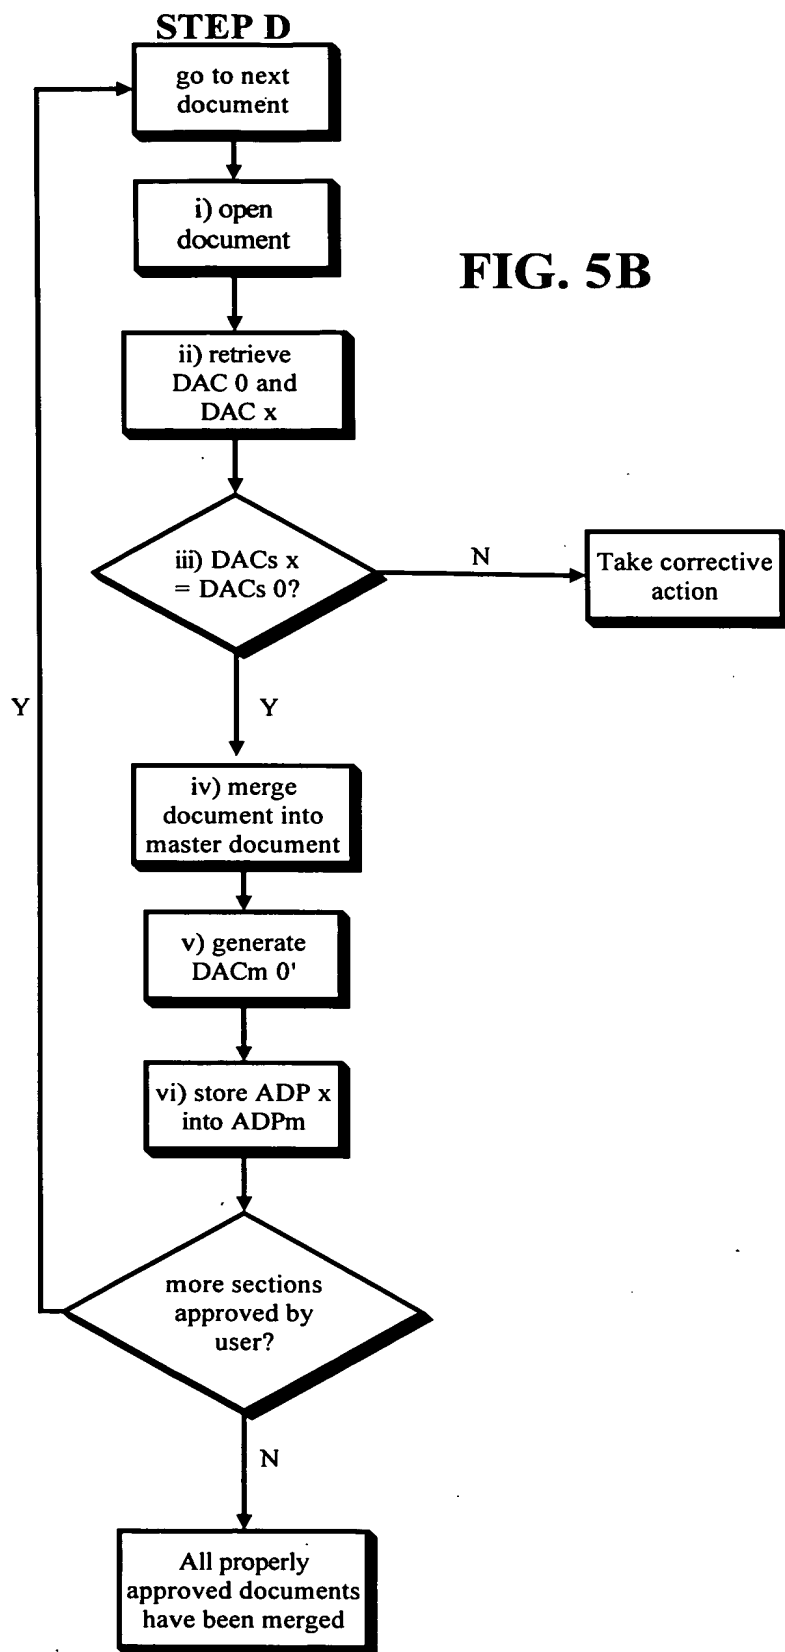 STEP D
go to next
document
i) open
document
FIG. 5B
ii) retrieve
DAC 0 and
DAC x
iii) DACs x
= DACs 0?
N
Take corrective
action
Y
Y
iv) merge
document into
master document
v) generate
DACm 0'
vi) store ADP x
into ADPm
more sections
approved by
user?
N
All properly
approved documents
have been merged